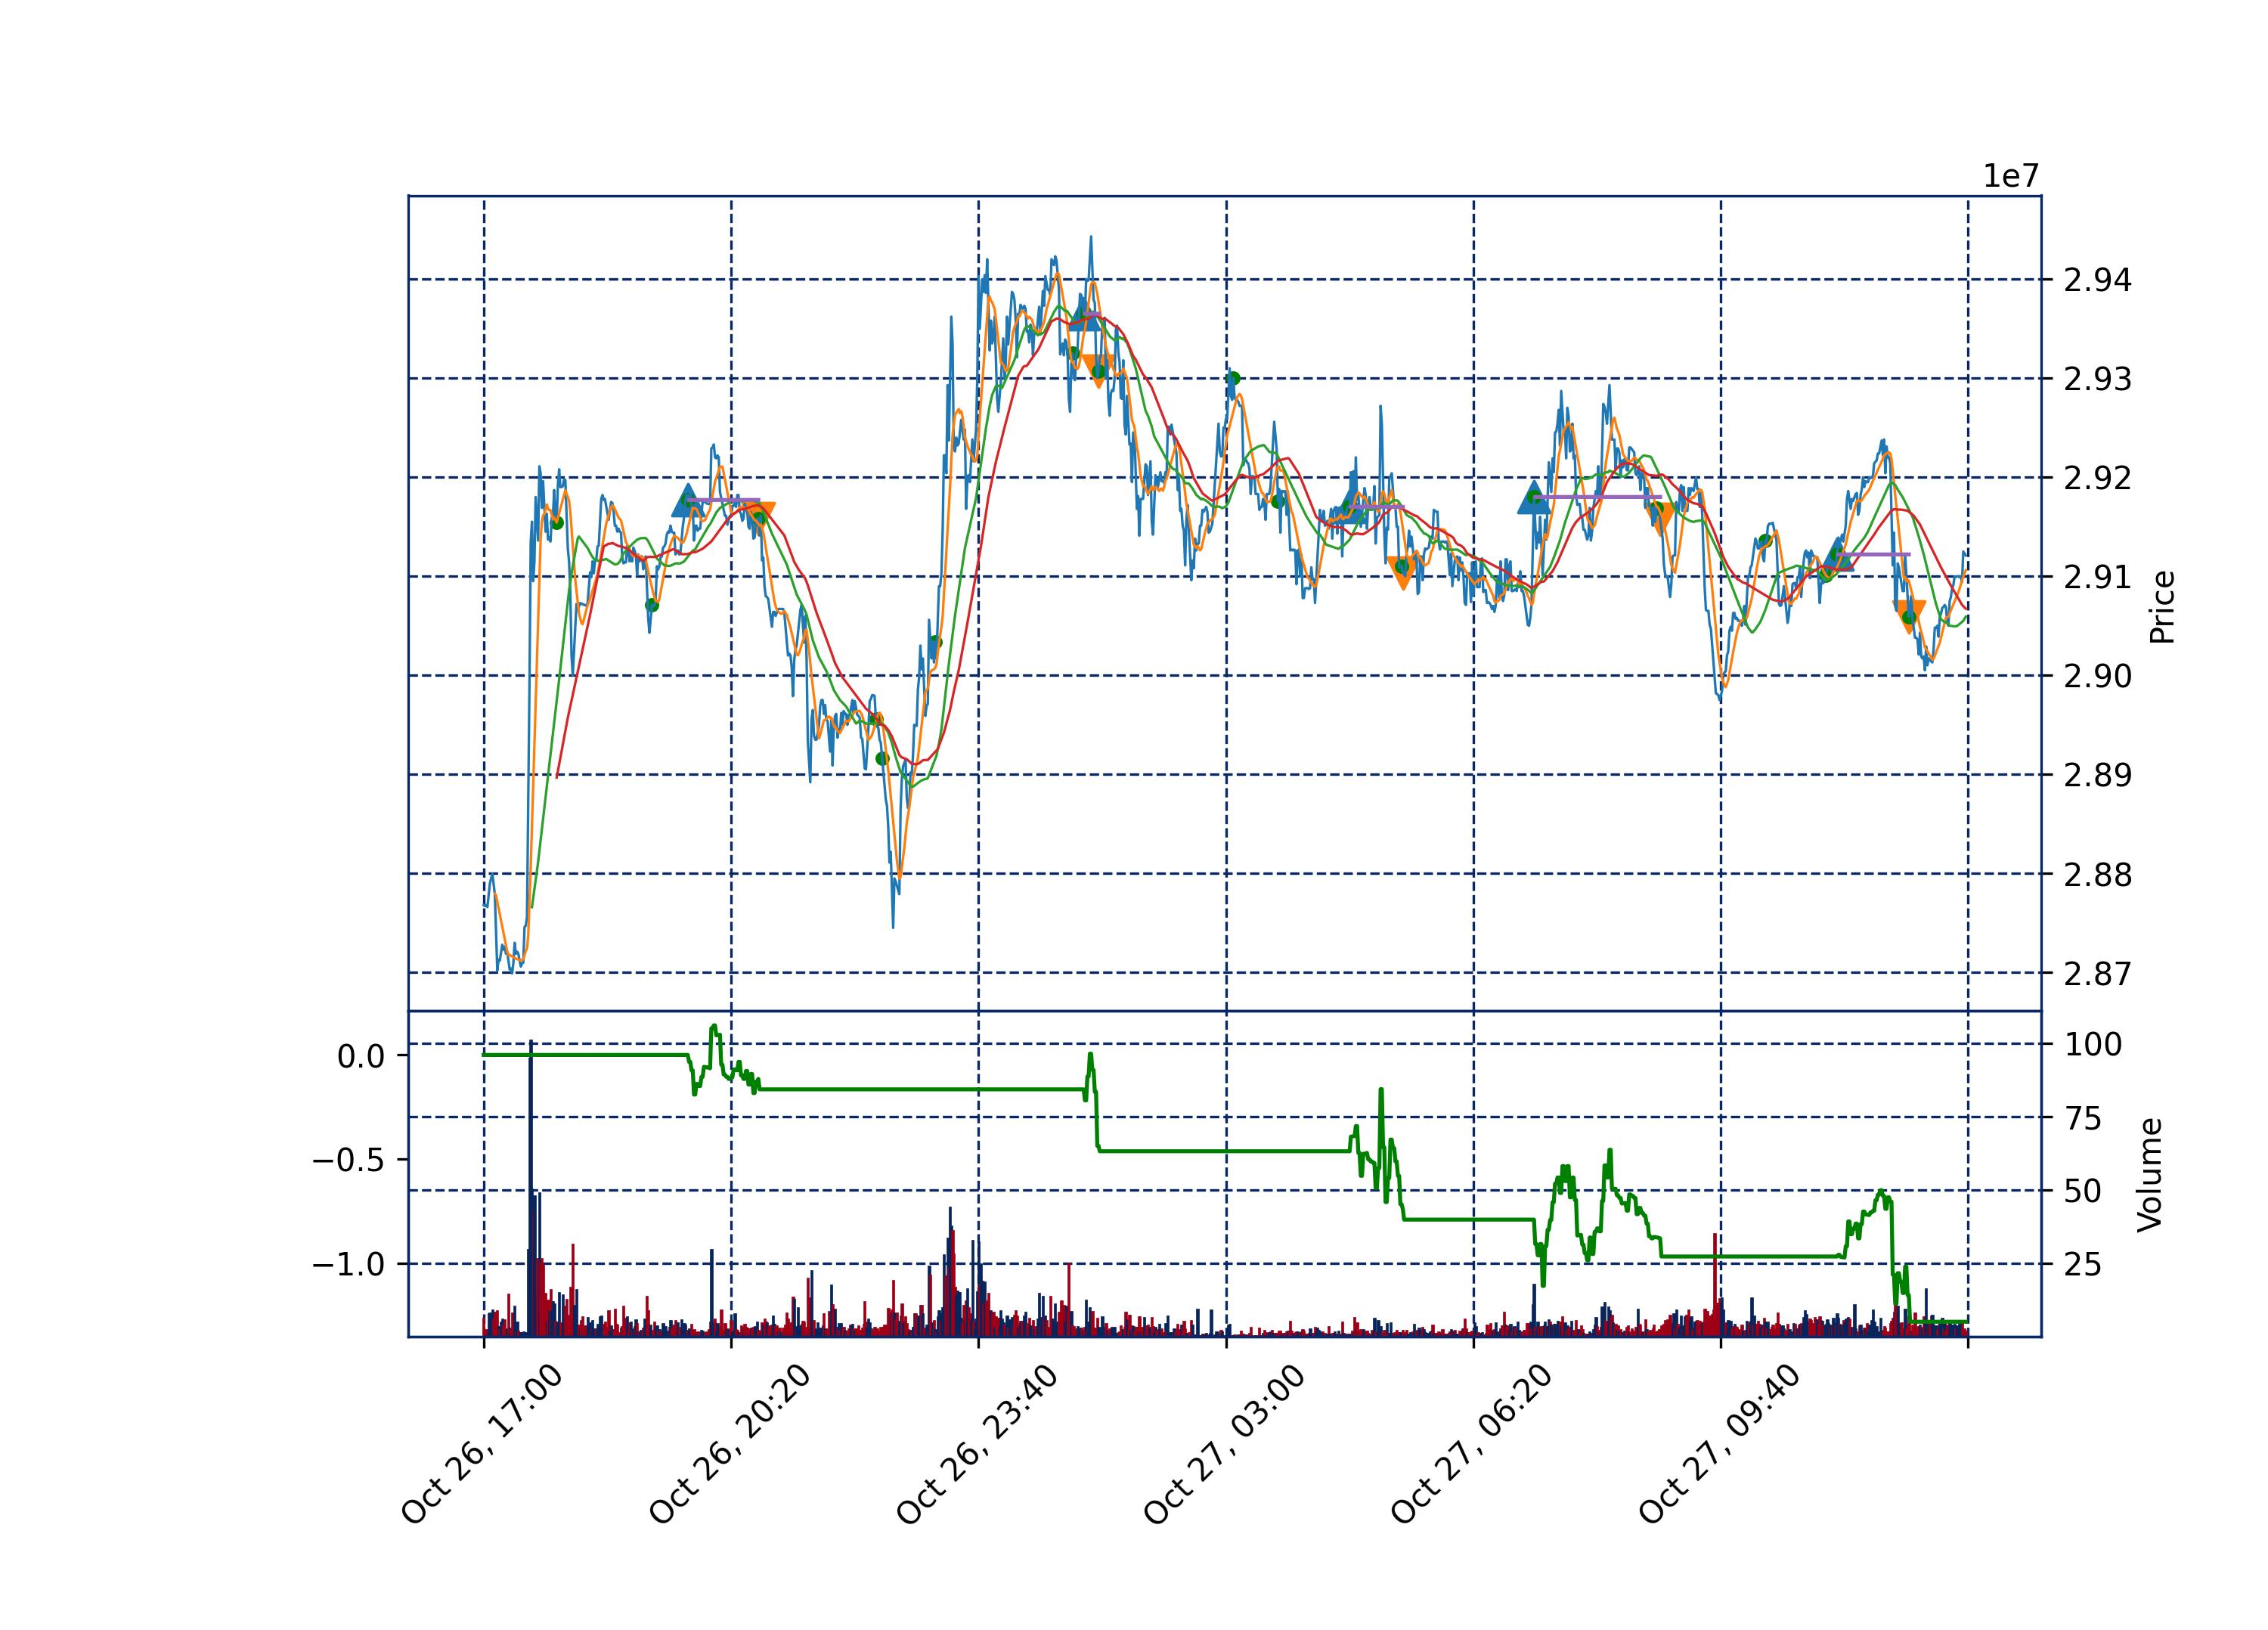 1e7
2.94
2.93
2.92
2.91
2.90
2.89
2.88
2.87
Price
0.0
−0.5
−1.0
100
75
50
25
Volume
Oct 26, 17:00
Oct 26, 20:20
Oct 26, 23:40
Oct 27, 03:00
Oct 27, 06:20
Oct 27, 09:40